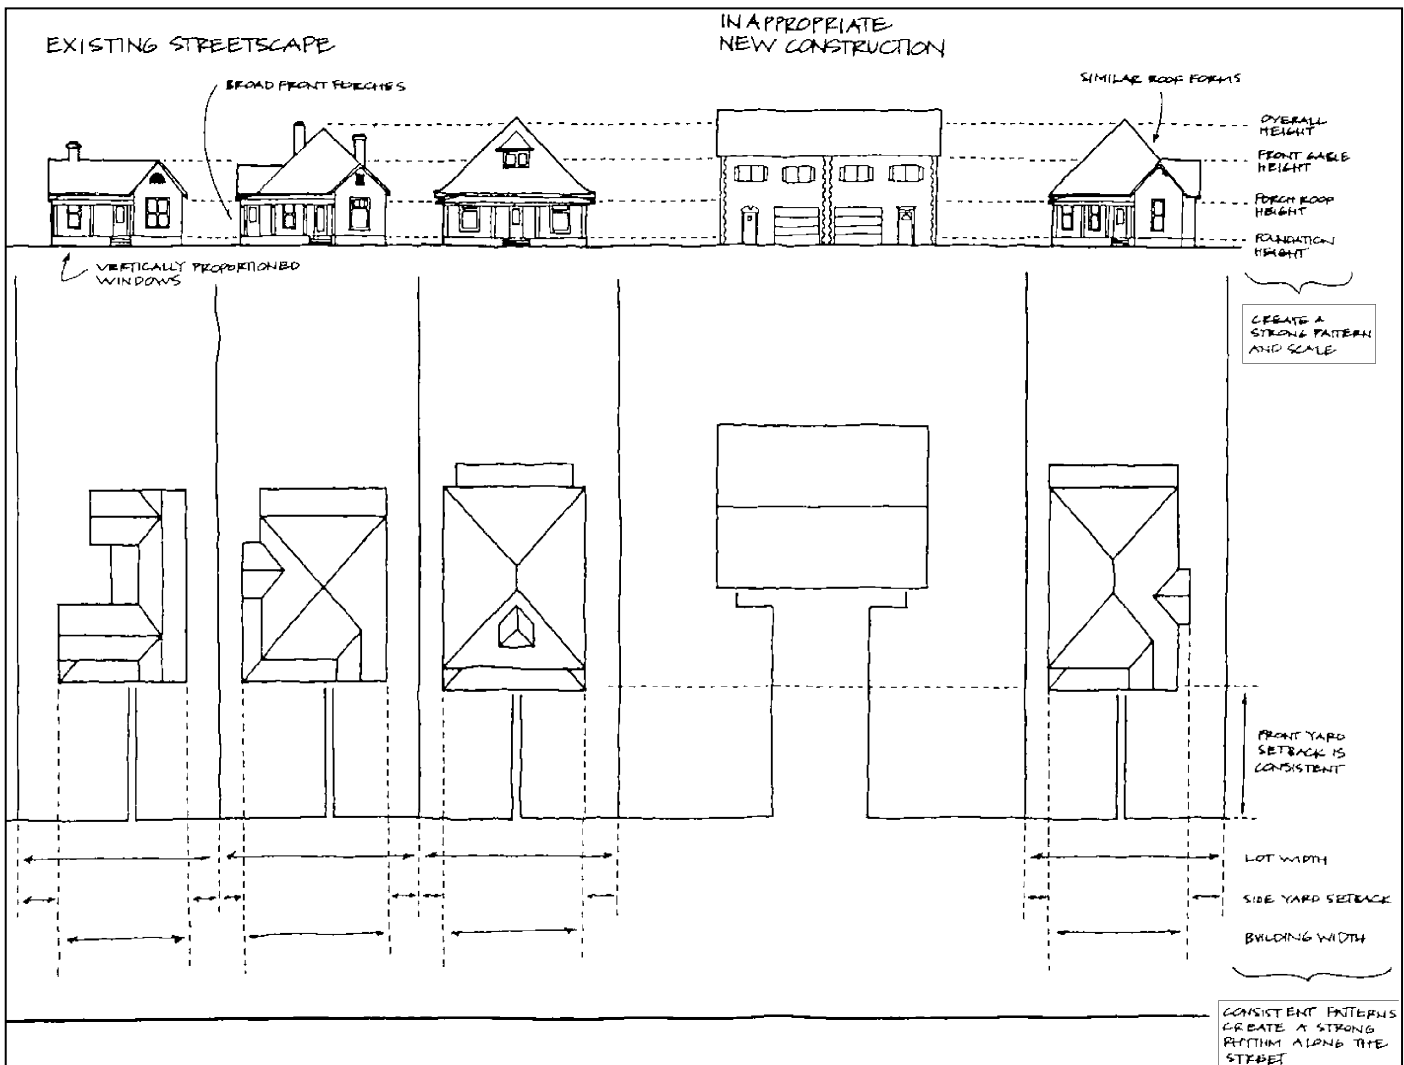 EXISTING STREETSCAPE
INAPPROPRIATE
NEW CONSTRUCTION
BROAD FRONT PORCHES
SIMILAR ROOF FORMS
OVERALL
HEIGHT
FRONT GABLE
HEIGHT
PORCH ROOF
HEIGHT
FOUNDATION
HEIGHT
VERTICALLY PROPORTIONED
WINDOWS
CREATE A
STRONG PATTERN
AND SCALE
FRONT YARD
SETBACK IS
CONSISTENT
LOT WIDTH
SIDE YARD SETBACK
BUILDING WIDTH
CONSISTENT PATTERNS
CREATE A STRONG
RHYTHM ALONG THE
STREET